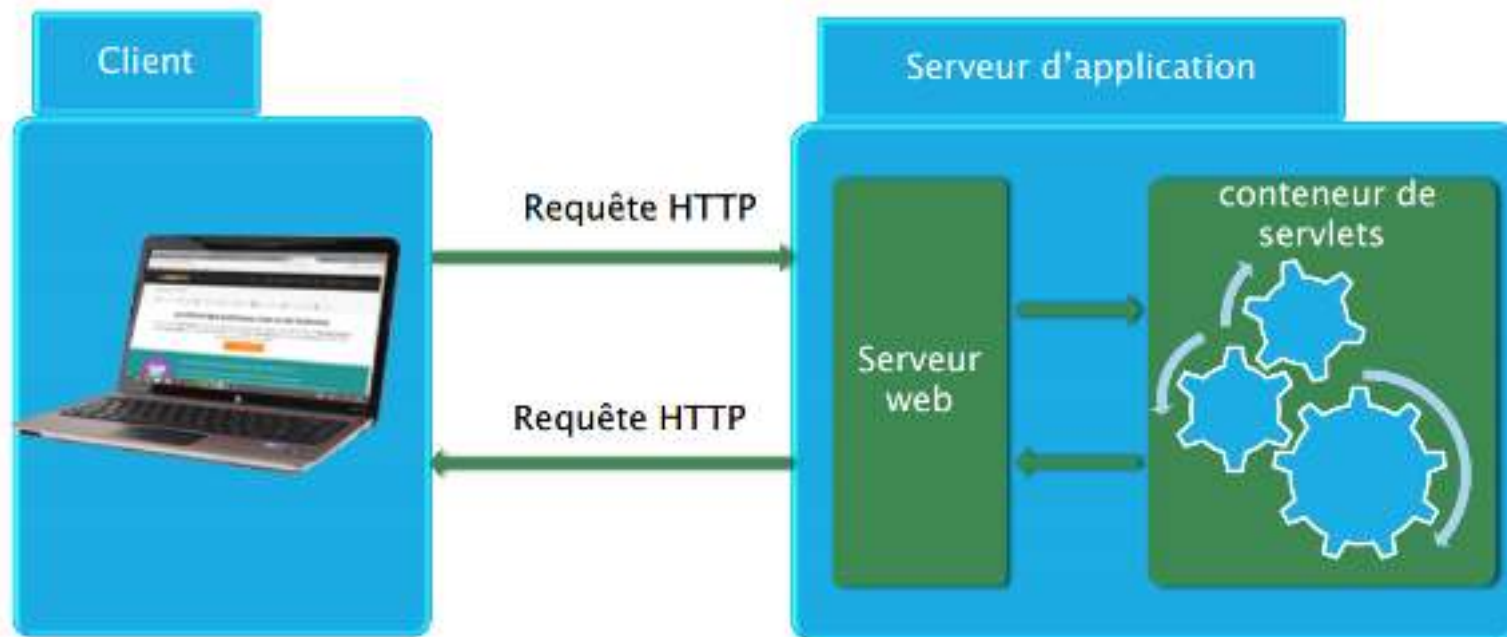 Client
Serveur d'application
Requête HTTP
conteneur de
servlets
Serveur
web
Requête HTTP